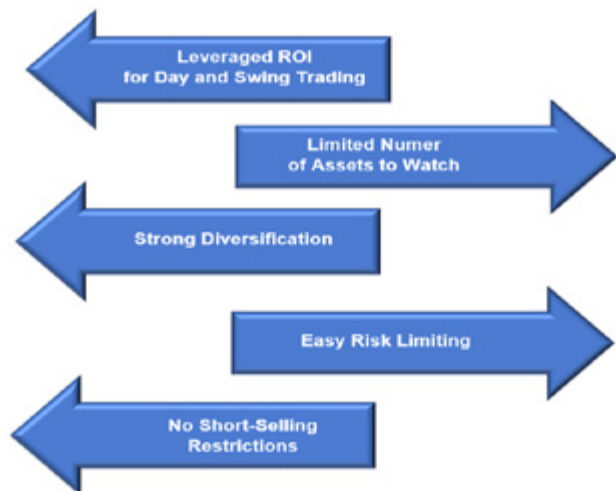 Leveraged ROI
for Day and Swing Trading
Limited Numer
of Assets to Watch
Strong Diversification
Easy Risk Limiting
No Short-Selling
Restrictions